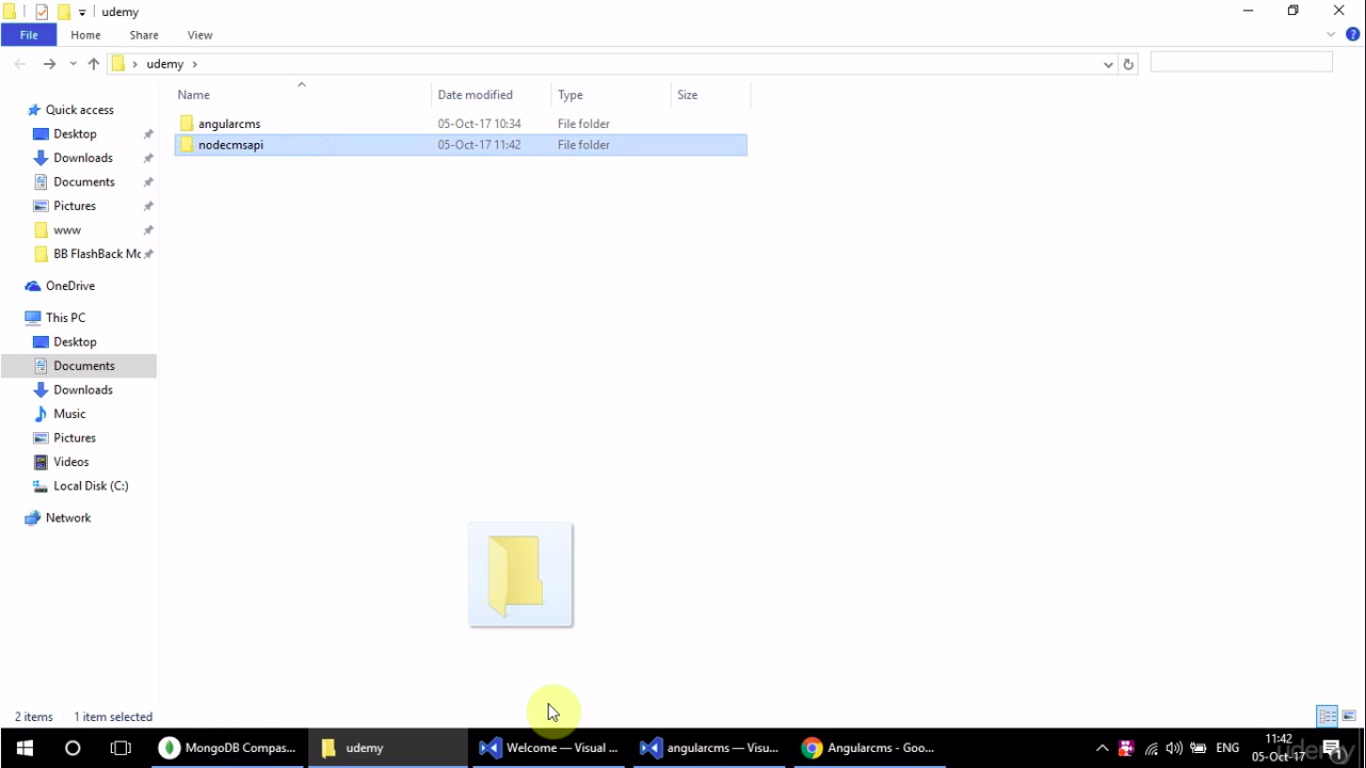 udemy
File Home Share View
udemy
Name Date modified Type Size
Quick access
angularcms 05-Oct-17 10:34 File folder
Desktop
nodecmsapi 05-Oct-17 11:42 File folder
Downloads
Documents
Pictures
www
BB FlashBack Mc
OneDrive
This PC
Desktop
Documents
Downloads
Music
Pictures
Videos
Local Disk (C:)
Network
2 items 1 item selected
MongoDB Compas... udemy Welcome — Visual ... angularcms — Visu... Angularcms - Goo... ENG 11:42
05-Oct-17
udemy
1